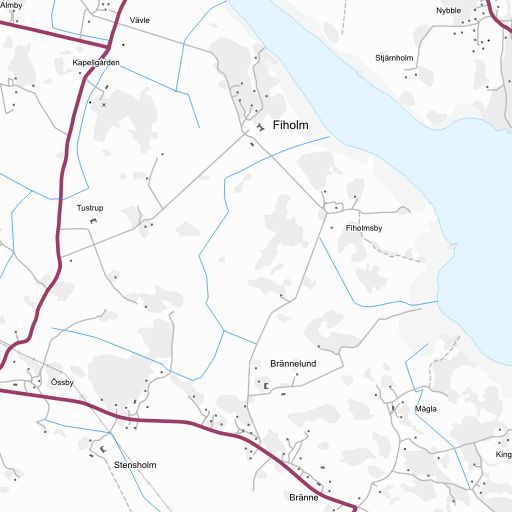 Almby
Vävle
Nybble
Kapellgården
Stjärnholm
Fiholm
Tustrup
Fiholmsby
Brännelund
Össby
Mägla
Stensholm
King
Bränne